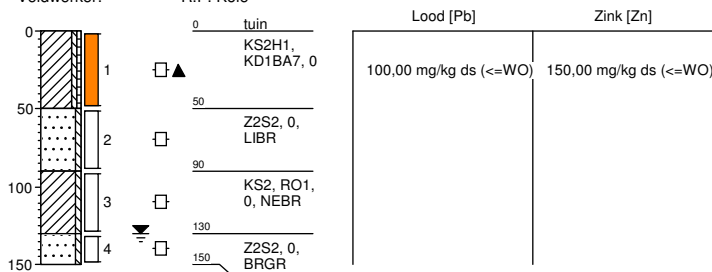 Lood [Pb] Zink [Zn]
0 0 tuin
KS2H1,
KD1BA7, 0
1 100,00 mg/kg ds (<=WO) 150,00 mg/kg ds (<=WO)
50 50
2 Z2S2, 0,
LIBR
90
100 3 KS2, RO1,
0, NEBR
130
4 Z2S2, 0,
BRGR
150 150